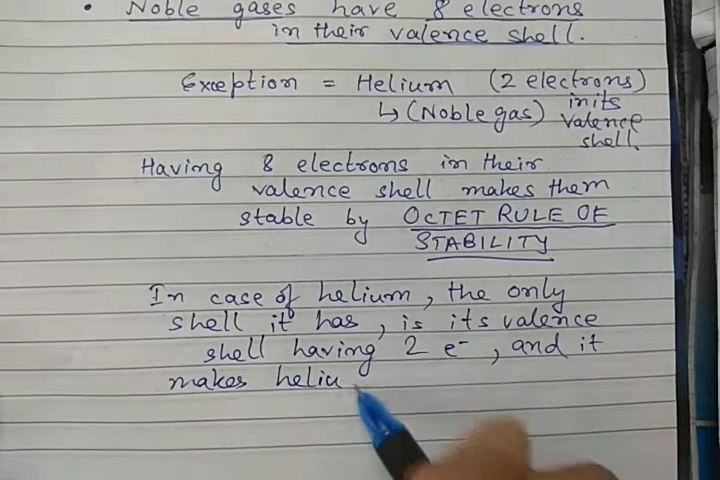 • Noble gases have 8 electrons
in their valence shell.
Exception = Helium (2 electrons)
↳ (Noble gas) in its
valence
shell.
Having 8 electroms in their
valence shell makes them
stable by OCTET RULE OF
STABILITY
In case of helium, the only
shell it has, is its valence
shell having 2 e-, and it
makes heliu